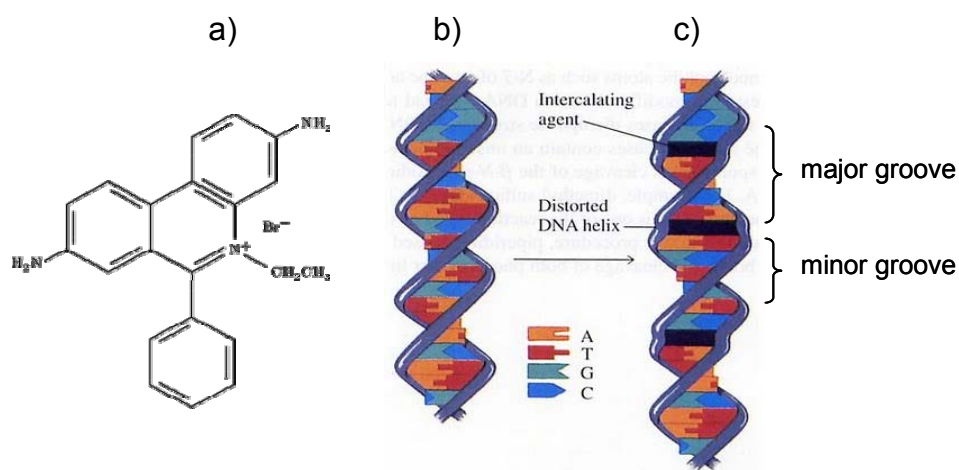 a)
b)
c)
NH₂
Br⁻
N⁺
H₂N
CH₂CH₃
Intercalating
agent
Distorted
DNA helix
A
T
G
C
major groove
minor groove